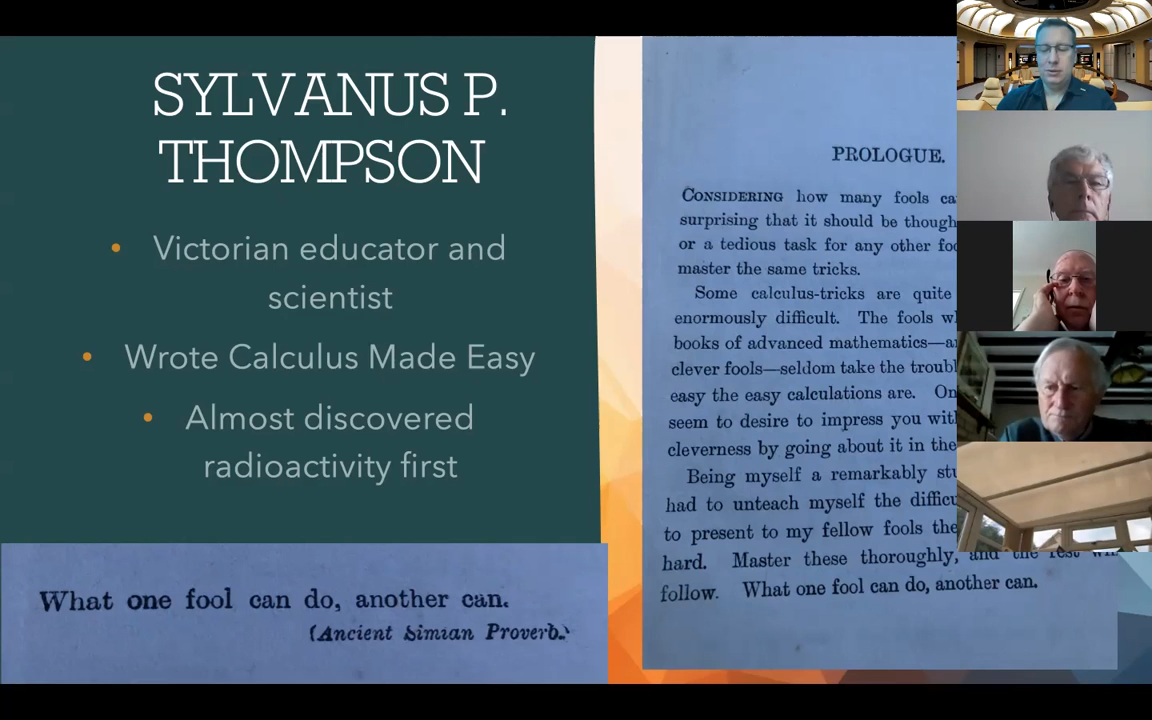 SYLVANUS P.
THOMPSON
• Victorian educator and
scientist
• Wrote Calculus Made Easy
• Almost discovered
radioactivity first
What one fool can do, another can.
(Ancient Simian Proverb.)
PROLOGUE.
CONSIDERING how many fools ca
surprising that it should be though
or a tedious task for any other foo
master the same tricks.
Some calculus-tricks are quite
enormously difficult. The fools w
books of advanced mathematics—a
clever fools—seldom take the troubl
easy the easy calculations are. On
seem to desire to impress you wit
cleverness by going about it in the
Being myself a remarkably stu
had to unteach myself the difficu
to present to my fellow fools the
hard. Master these thoroughly, and the rest will
follow. What one fool can do, another can.